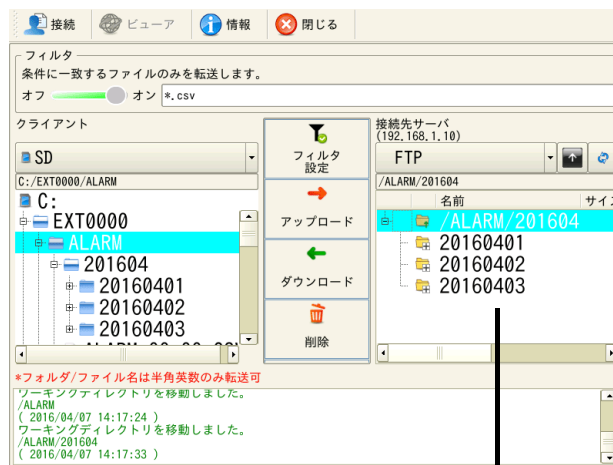 接続 ビューア 情報 閉じる
フィルタ
条件に一致するファイルのみを転送します。
オフ オン *.csv
クライアント
SD
C:/EXT0000/ALARM
C:
EXT0000
ALARM
201604
20160401
20160402
20160403
フィルタ
設定
アップロード
ダウンロード
削除
接続先サーバ
(192.168.1.10)
FTP
/ALARM/201604
名前 サイズ
/ALARM/201604
20160401
20160402
20160403
*フォルダ/ファイル名は半角英数のみ転送可
ワーキングディレクトリを移動しました。
/ALARM
( 2016/04/07 14:17:24 )
ワーキングディレクトリを移動しました。
/ALARM/201604
( 2016/04/07 14:17:33 )